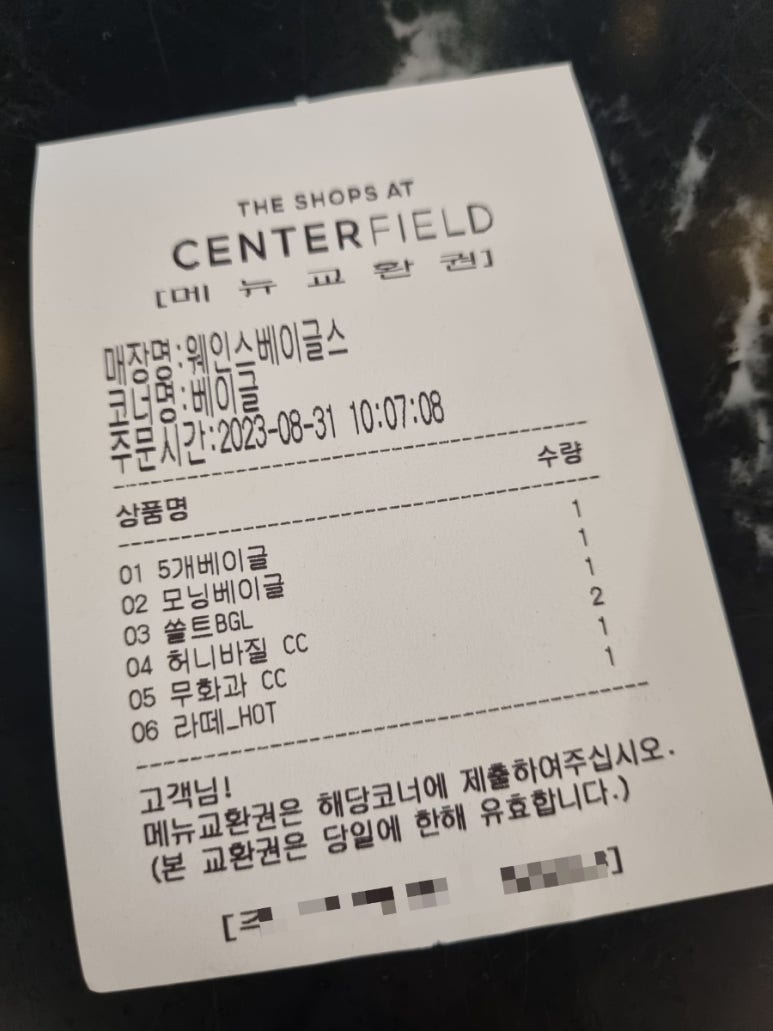 THE SHOPS AT
CENTERFIELD
[메 뉴 교 환 권]
매장명:웨인스베이글스
코너명:베이글
주문시간:2023-08-31 10:07:08
상품명 수량
01 5개베이글 1
02 모닝베이글 1
03 쏠트BGL 1
04 허니바질 CC 2
05 무화과 CC 1
06 라떼_HOT 1
고객님!
메뉴교환권은 해당코너에 제출하여주십시오.
(본 교환권은 당일에 한해 유효합니다.)